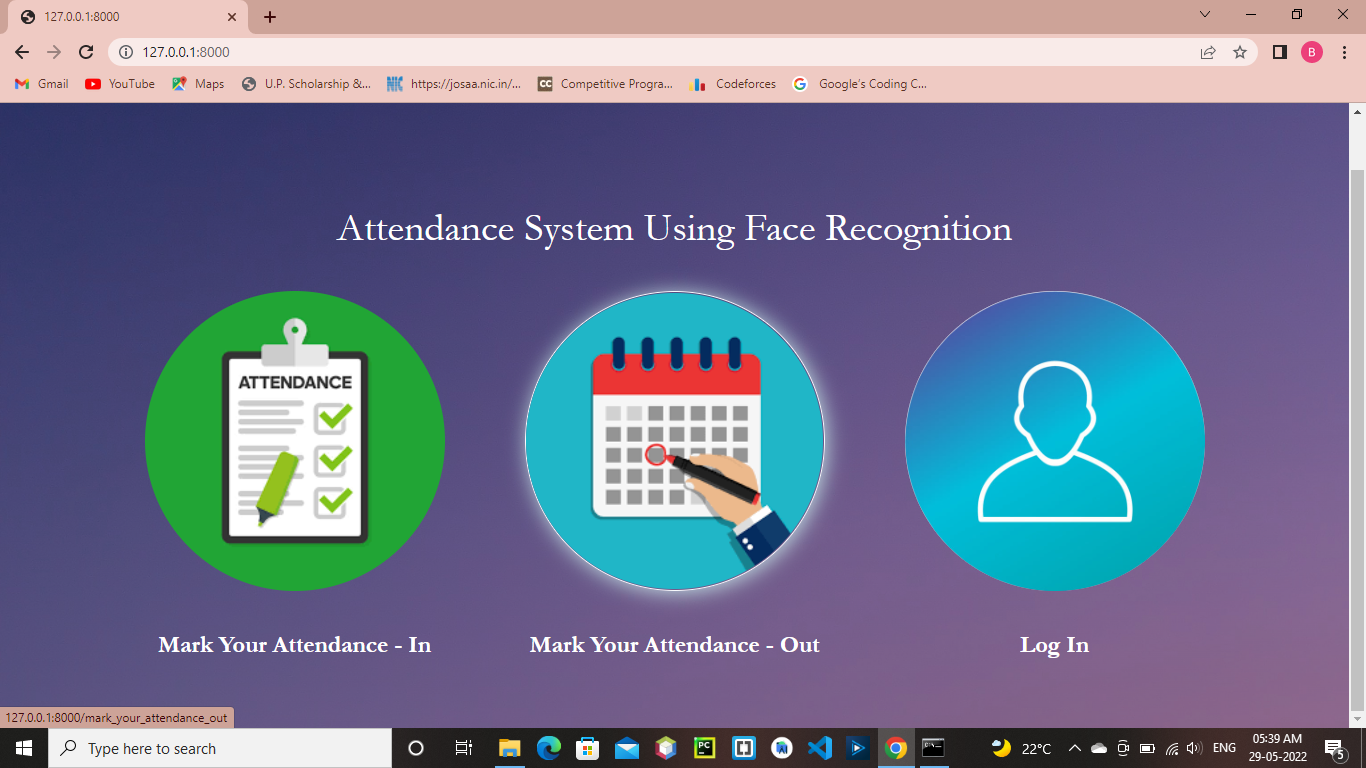 127.0.0.1:8000
127.0.0.1:8000
B
Gmail YouTube Maps U.P. Scholarship &... NIC https://josaa.nic.in/... CC Competitive Progra... Codeforces G Google's Coding C...
Attendance System Using Face Recognition
ATTENDANCE
Mark Your Attendance - In Mark Your Attendance - Out Log In
127.0.0.1:8000/mark_your_attendance_out
Type here to search PC 22°C ENG 05:39 AM
29-05-2022 5